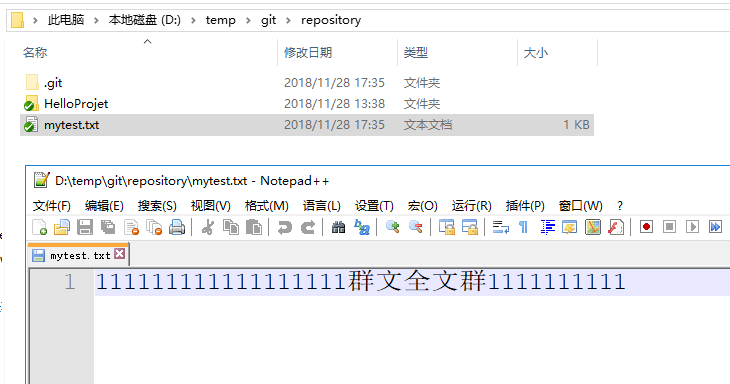 此电脑 本地磁盘 (D:) temp git repository
名称 修改日期 类型 大小
.git 2018/11/28 17:35 文件夹
HelloProjet 2018/11/28 13:38 文件夹
mytest.txt 2018/11/28 17:35 文本文档 1 KB
D:\temp\git\repository\mytest.txt - Notepad++
文件(F) 编辑(E) 搜索(S) 视图(V) 格式(M) 语言(L) 设置(T) 宏(O) 运行(R) 插件(P) 窗口(W) ?
mytest.txt
1 111111111111111111群文全文群1111111111